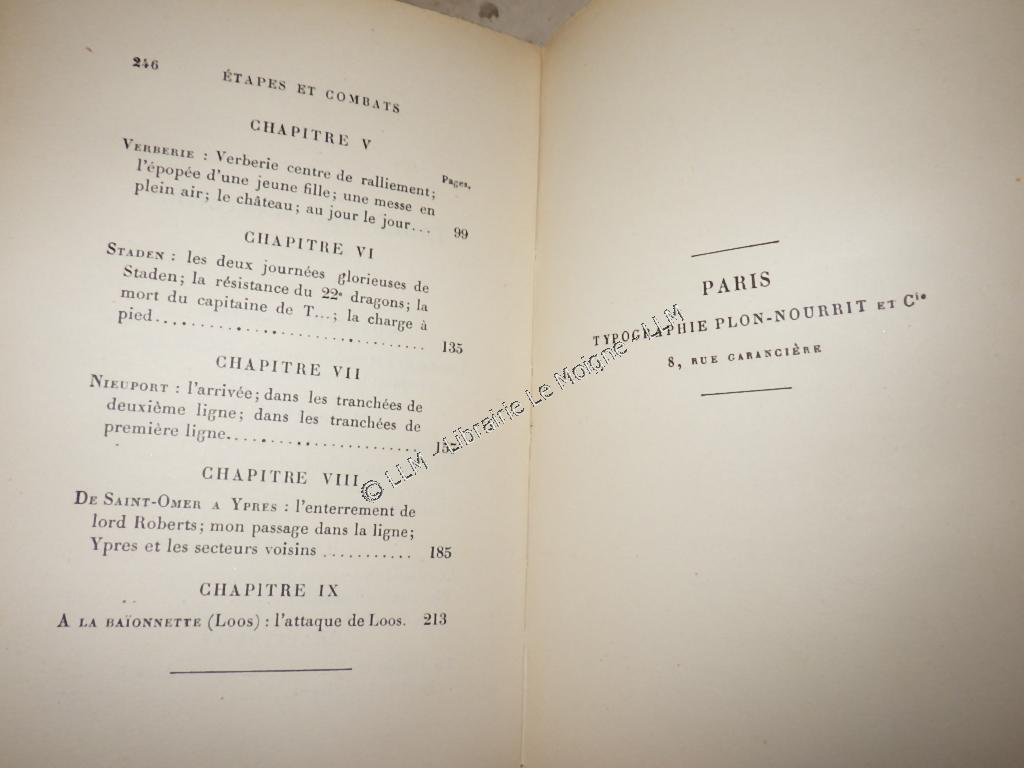 246
ÉTAPES ET COMBATS
CHAPITRE V
Pages.
VERBERIE : Verberie centre de ralliement;
l'épopée d'une jeune fille; une messe en
plein air; le château; au jour le jour... 99
CHAPITRE VI
STADEN : les deux journées glorieuses de
Staden; la résistance du 22e dragons; la
mort du capitaine de T...; la charge à
pied........................... 135
CHAPITRE VII
NIEUPORT : l'arrivée; dans les tranchées de
deuxième ligne; dans les tranchées de
première ligne...................
CHAPITRE VIII
DE SAINT-OMER A YPRES : l'enterrement de
lord Roberts; mon passage dans la ligne;
Ypres et les secteurs voisins ........... 185
CHAPITRE IX
A LA BAÏONNETTE (Loos) : l'attaque de Loos. 213
PARIS
TYPOGRAPHIE PLON-NOURRIT ET Cie
8, RUE GARANCIÈRE
© LLM - Librairie Le Moigne - LLM